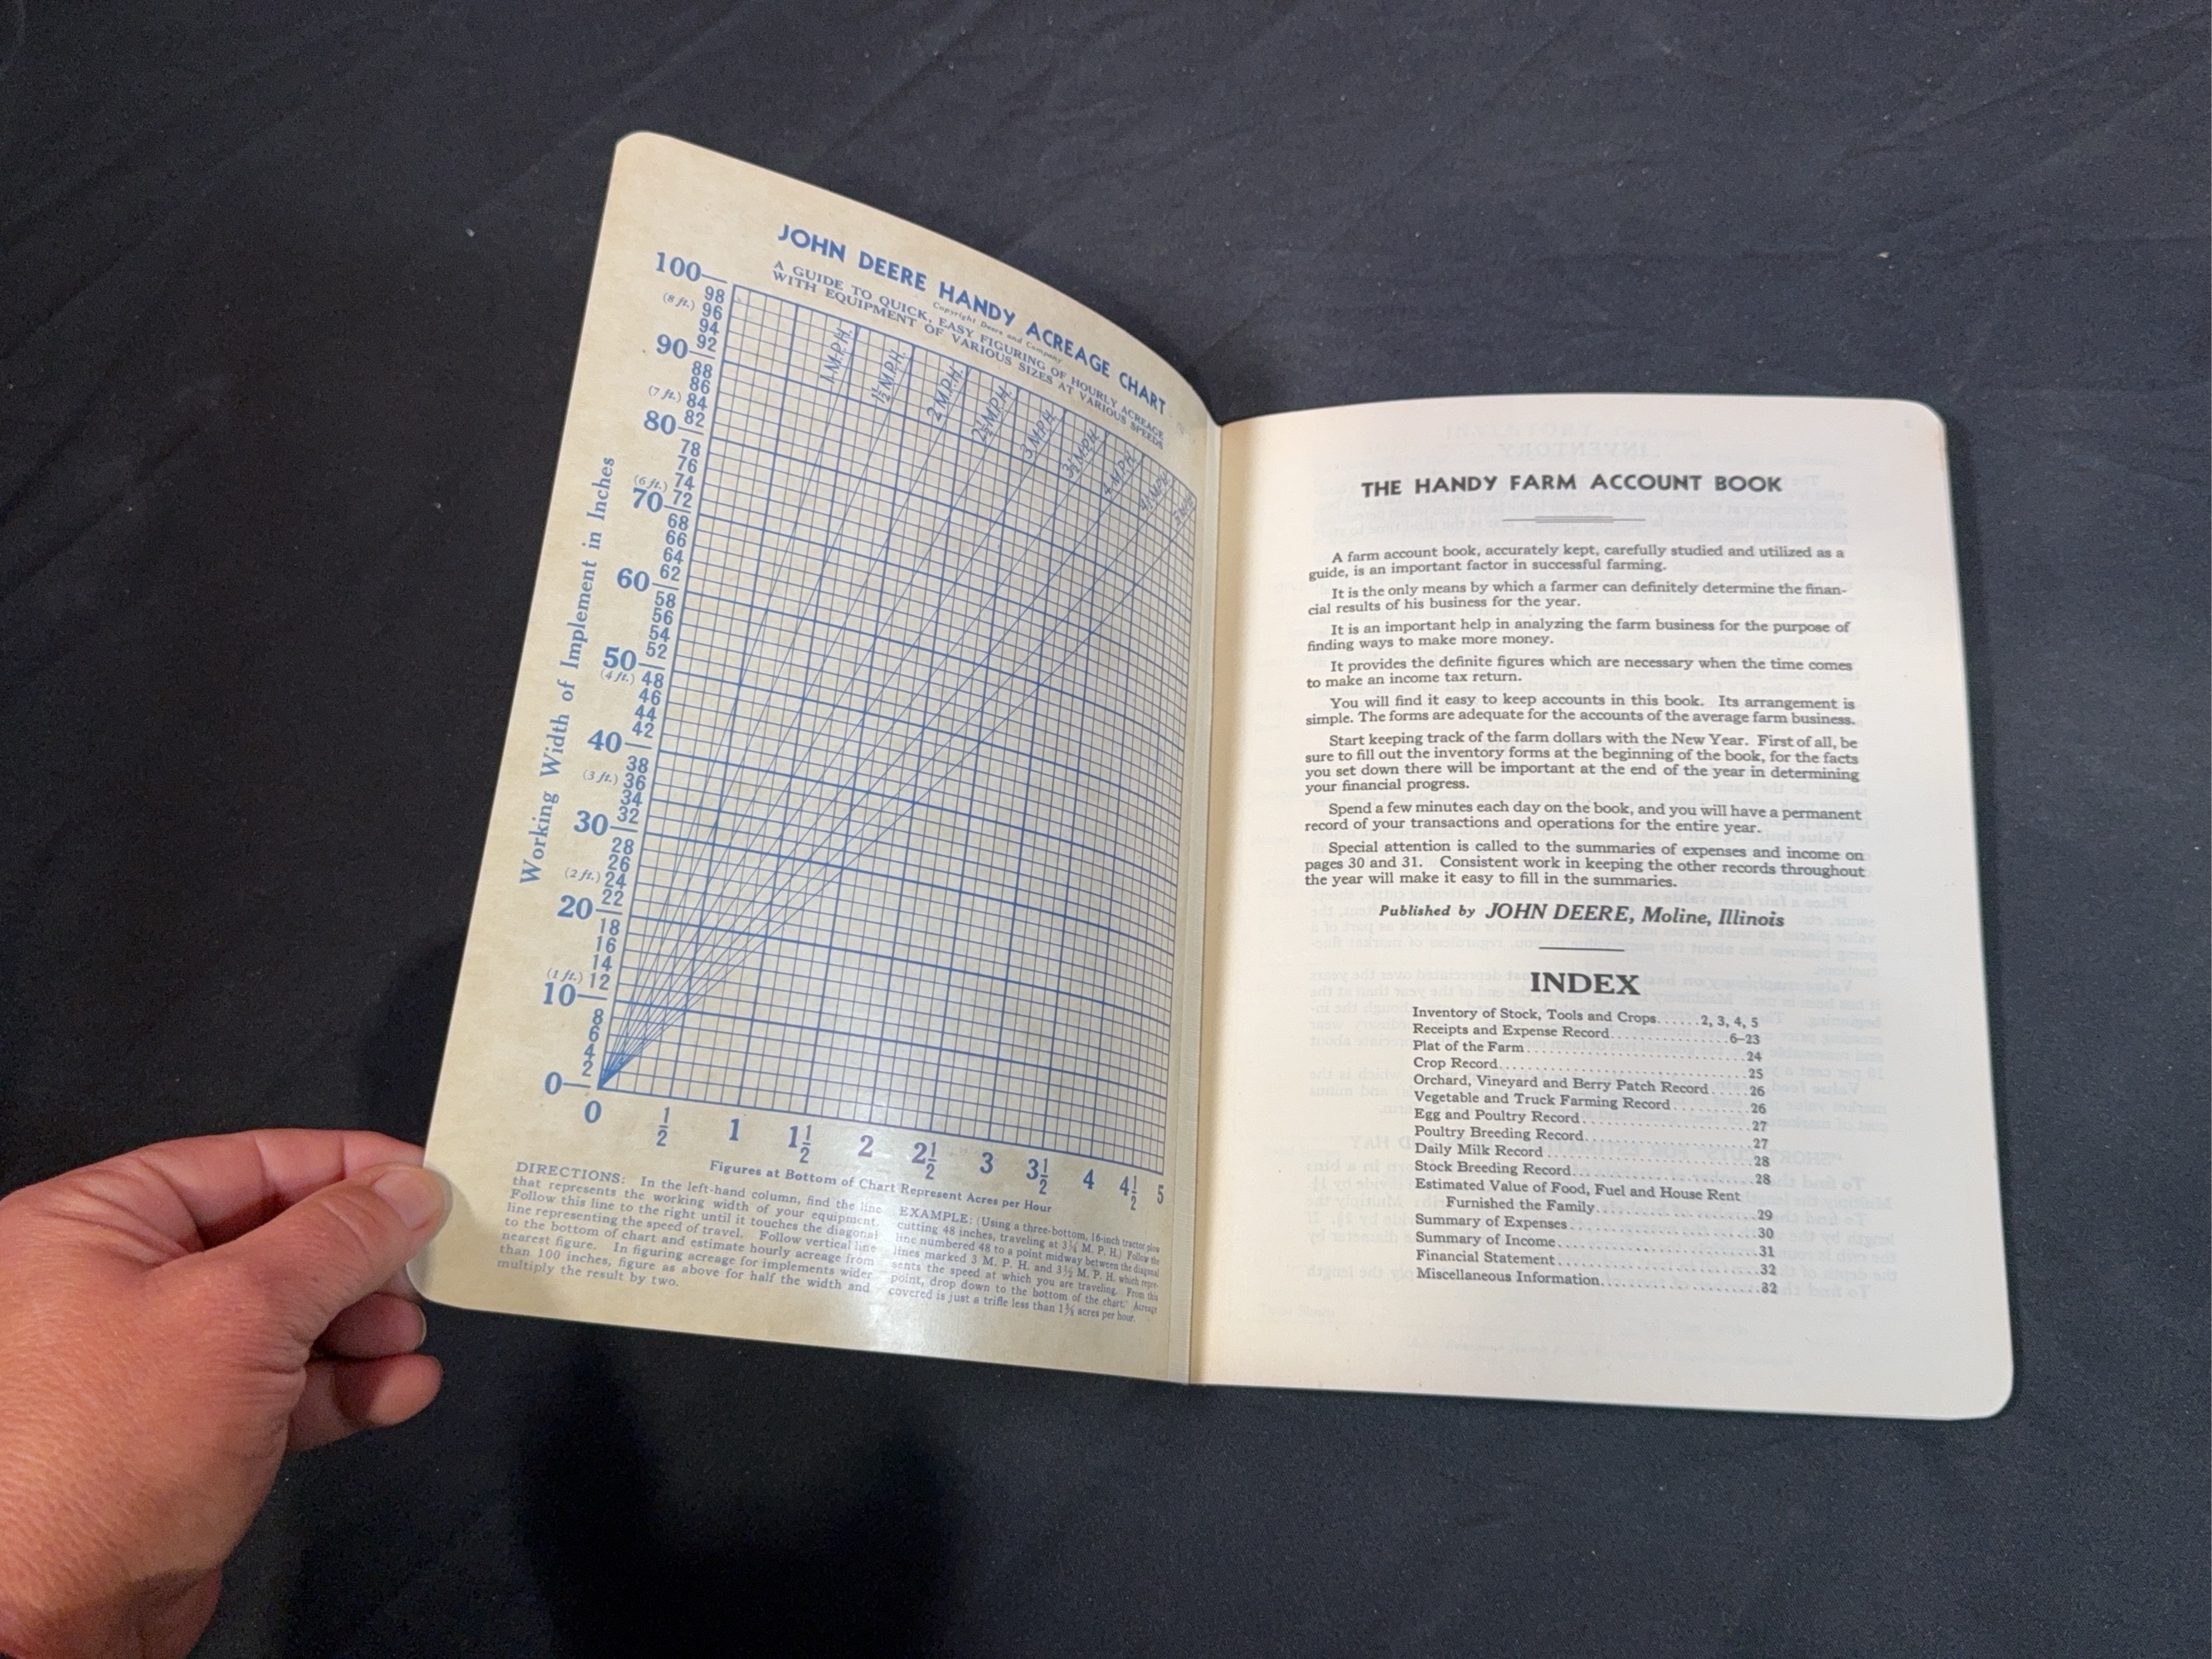 JOHN DEERE HANDY ACREAGE CHART
Copyright Deere and Company
A GUIDE TO QUICK, EASY FIGURING OF HOURLY ACREAGE
WITH EQUIPMENT OF VARIOUS SIZES AT VARIOUS SPEEDS
Working Width of Implement in Inches
100
98
(8 ft.) 96
94
92
90
88
86
(7 ft.) 84
82
80
78
76
74
(6 ft.) 72
70
68
66
64
62
60
58
56
54
52
50
(4 ft.) 48
46
44
42
40
38
(3 ft.) 36
34
32
30
28
26
(2 ft.) 24
22
20
18
16
14
(1 ft.) 12
10
8
6
4
2
0
1 M.P.H.
1½ M.P.H.
2 M.P.H.
2½ M.P.H.
3 M.P.H.
3½ M.P.H.
4 M.P.H.
4½ M.P.H.
5 M.P.H.
0 ½ 1 1½ 2 2½ 3 3½ 4 4½ 5
Figures at Bottom of Chart Represent Acres per Hour
DIRECTIONS: In the left-hand column, find the line
that represents the working width of your equipment.
Follow this line to the right until it touches the diagonal
line representing the speed of travel. Follow vertical line
to the bottom of chart and estimate hourly acreage from
nearest figure. In figuring acreage for implements wider
than 100 inches, figure as above for half the width and
multiply the result by two.
EXAMPLE: (Using a three-bottom, 16-inch tractor plow
cutting 48 inches, traveling at 3¼ M. P. H.) Follow the
line numbered 48 to a point midway between the diagonal
lines marked 3 M. P. H. and 3½ M. P. H. which repre-
sents the speed at which you are traveling. From this
point, drop down to the bottom of the chart. Acreage
covered is just a trifle less than 1⅝ acres per hour.
THE HANDY FARM ACCOUNT BOOK
A farm account book, accurately kept, carefully studied and utilized as a
guide, is an important factor in successful farming.
It is the only means by which a farmer can definitely determine the finan-
cial results of his business for the year.
It is an important help in analyzing the farm business for the purpose of
finding ways to make more money.
It provides the definite figures which are necessary when the time comes
to make an income tax return.
You will find it easy to keep accounts in this book. Its arrangement is
simple. The forms are adequate for the accounts of the average farm business.
Start keeping track of the farm dollars with the New Year. First of all, be
sure to fill out the inventory forms at the beginning of the book, for the facts
you set down there will be important at the end of the year in determining
your financial progress.
Spend a few minutes each day on the book, and you will have a permanent
record of your transactions and operations for the entire year.
Special attention is called to the summaries of expenses and income on
pages 30 and 31. Consistent work in keeping the other records throughout
the year will make it easy to fill in the summaries.
Published by JOHN DEERE, Moline, Illinois
INDEX
Inventory of Stock, Tools and Crops......2, 3, 4, 5
Receipts and Expense Record..............6–23
Plat of the Farm..............24
Crop Record..............25
Orchard, Vineyard and Berry Patch Record.....26
Vegetable and Truck Farming Record..........26
Egg and Poultry Record..............27
Poultry Breeding Record..............27
Daily Milk Record..............28
Stock Breeding Record..............28
Estimated Value of Food, Fuel and House Rent
Furnished the Family..............29
Summary of Expenses..............30
Summary of Income..............31
Financial Statement..............32
Miscellaneous Information..............32